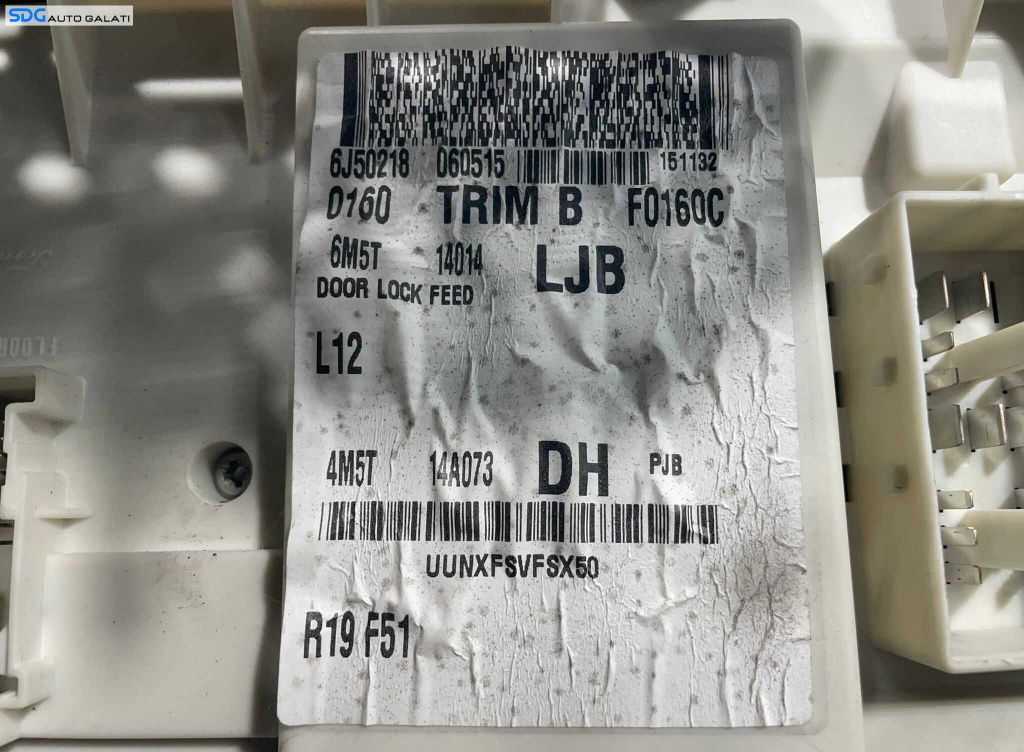 SDG AUTO GALATI
6J50218 060515 151132
0160 TRIM B F0160C
6M5T 14014 LJB
DOOR LOCK FEED
L12
4M5T 14A073 DH PJB
UUNXFSVFSX50
R19 F51